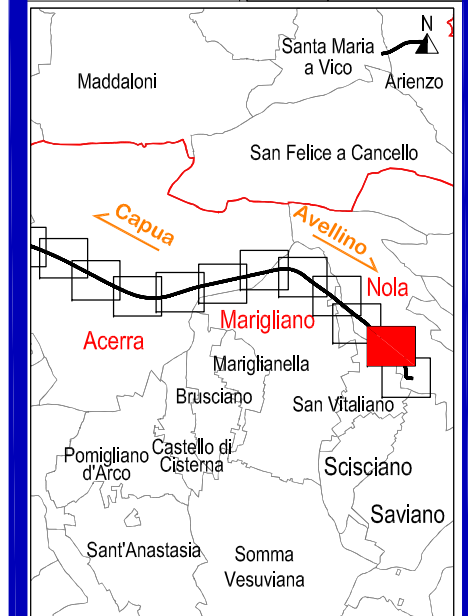 N
Santa Maria
a Vico
Maddaloni
Arienzo
San Felice a Cancello
Capua
Avellino
Nola
Acerra
Marigliano
Mariglianella
Brusciano
San Vitaliano
Pomigliano
d'Arco
Castello di
Cisterna
Scisciano
Saviano
Sant'Anastasia
Somma
Vesuviana